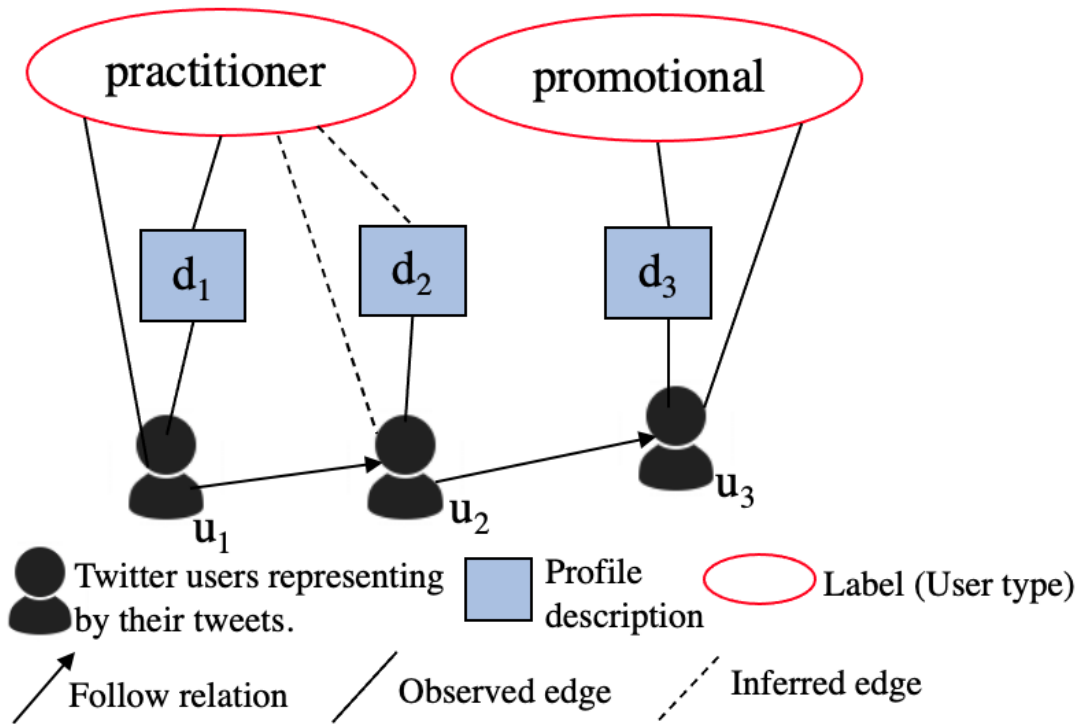 practitioner
promotional
d1
d2
d3
u1
u2
u3
Twitter users representing
by their tweets.
Profile
description
Label (User type)
Follow relation
Observed edge
Inferred edge